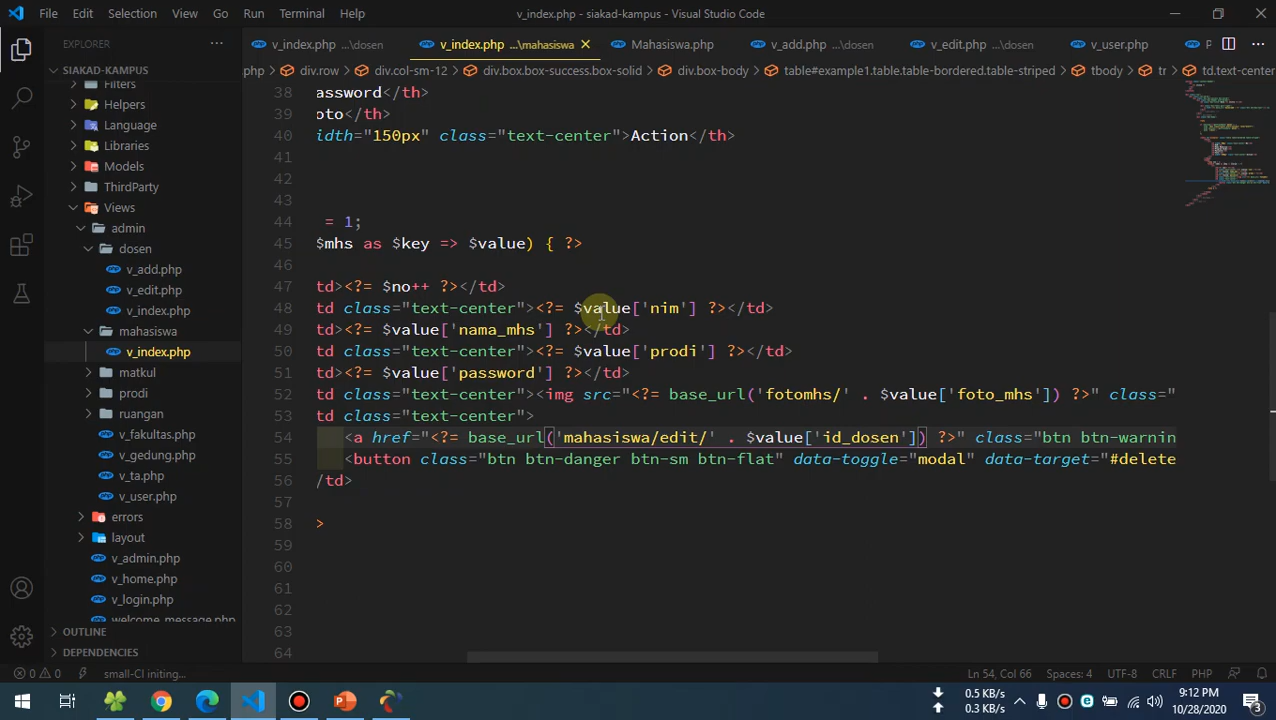 File Edit Selection View Go Run Terminal Help
v_index.php - siakad-kampus - Visual Studio Code
EXPLORER
v_index.php ...\dosen
v_index.php ...\mahasiswa
Mahasiswa.php
v_add.php ...\dosen
v_edit.php ...\dosen
v_user.php
.php > div.row > div.col-sm-12 > div.box.box-success.box-solid > div.box-body > table#example1.table.table-bordered.table-striped > tbody > tr > td.text-center
SIAKAD-KAMPUS
Filters
Helpers
Language
Libraries
Models
ThirdParty
Views
admin
dosen
v_add.php
v_edit.php
v_index.php
mahasiswa
v_index.php
matkul
prodi
ruangan
v_fakultas.php
v_gedung.php
v_ta.php
v_user.php
errors
layout
v_admin.php
v_home.php
v_login.php
welcome_message.php
OUTLINE
DEPENDENCIES
38 assword</th>
39 oto</th>
40 idth="150px" class="text-center">Action</th>
41
42
43
44 = 1;
45 $mhs as $key => $value) { ?>
46
47 td><?= $no++ ?></td>
48 td class="text-center"><?= $value['nim'] ?></td>
49 td><?= $value['nama_mhs'] ?></td>
50 td class="text-center"><?= $value['prodi'] ?></td>
51 td><?= $value['password'] ?></td>
52 td class="text-center"><img src="<?= base_url('fotomhs/' . $value['foto_mhs']) ?>" class="
53 td class="text-center">
54 <a href="<?= base_url('mahasiswa/edit/' . $value['id_dosen']) ?>" class="btn btn-warnin
55 <button class="btn btn-danger btn-sm btn-flat" data-toggle="modal" data-target="#delete
56 /td>
57
58 >
59
60
61
62
63
64
0 0 small-CI initing... Ln 54, Col 66 Spaces: 4 UTF-8 CRLF PHP
0.5 KB/s
0.3 KB/s
9:12 PM
10/28/2020
3